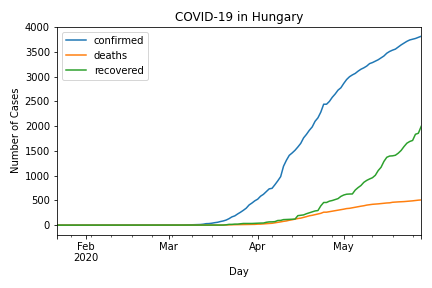 COVID-19 in Hungary
confirmed
deaths
recovered
4000
3500
3000
2500
2000
1500
1000
500
0
Number of Cases
Feb
2020
Mar
Apr
May
Day